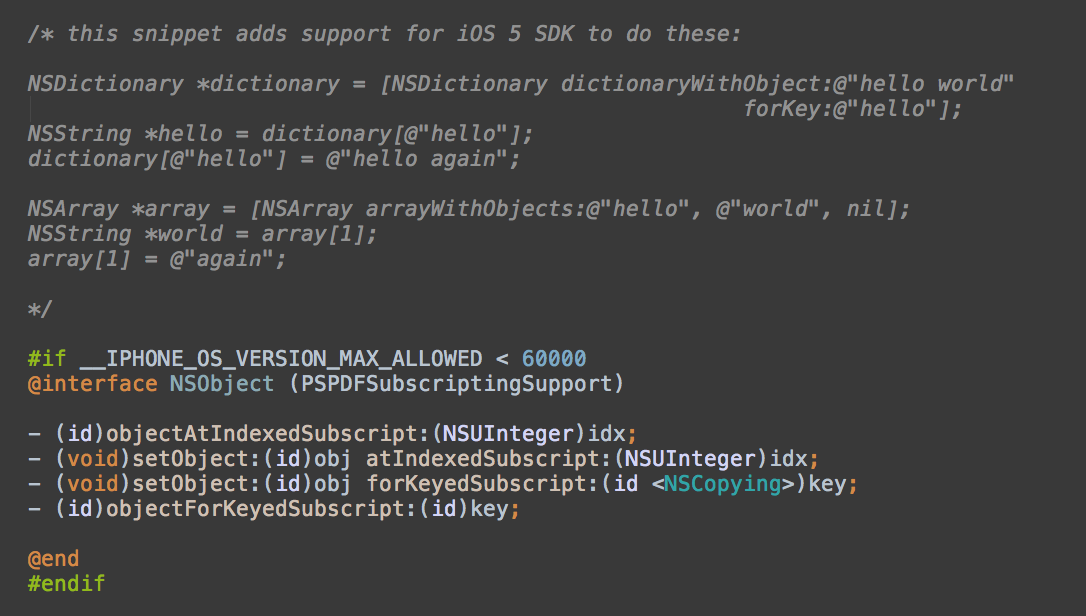 /* this snippet adds support for iOS 5 SDK to do these:
NSDictionary *dictionary = [NSDictionary dictionaryWithObject:@"hello world"
forKey:@"hello"];
NSString *hello = dictionary[@"hello"];
dictionary[@"hello"] = @"hello again";
NSArray *array = [NSArray arrayWithObjects:@"hello", @"world", nil];
NSString *world = array[1];
array[1] = @"again";
*/
#if __IPHONE_OS_VERSION_MAX_ALLOWED < 60000
@interface NSObject (PSPDFSubscriptingSupport)
- (id)objectAtIndexedSubscript:(NSUInteger)idx;
- (void)setObject:(id)obj atIndexedSubscript:(NSUInteger)idx;
- (void)setObject:(id)obj forKeyedSubscript:(id <NSCopying>)key;
- (id)objectForKeyedSubscript:(id)key;
@end
#endif